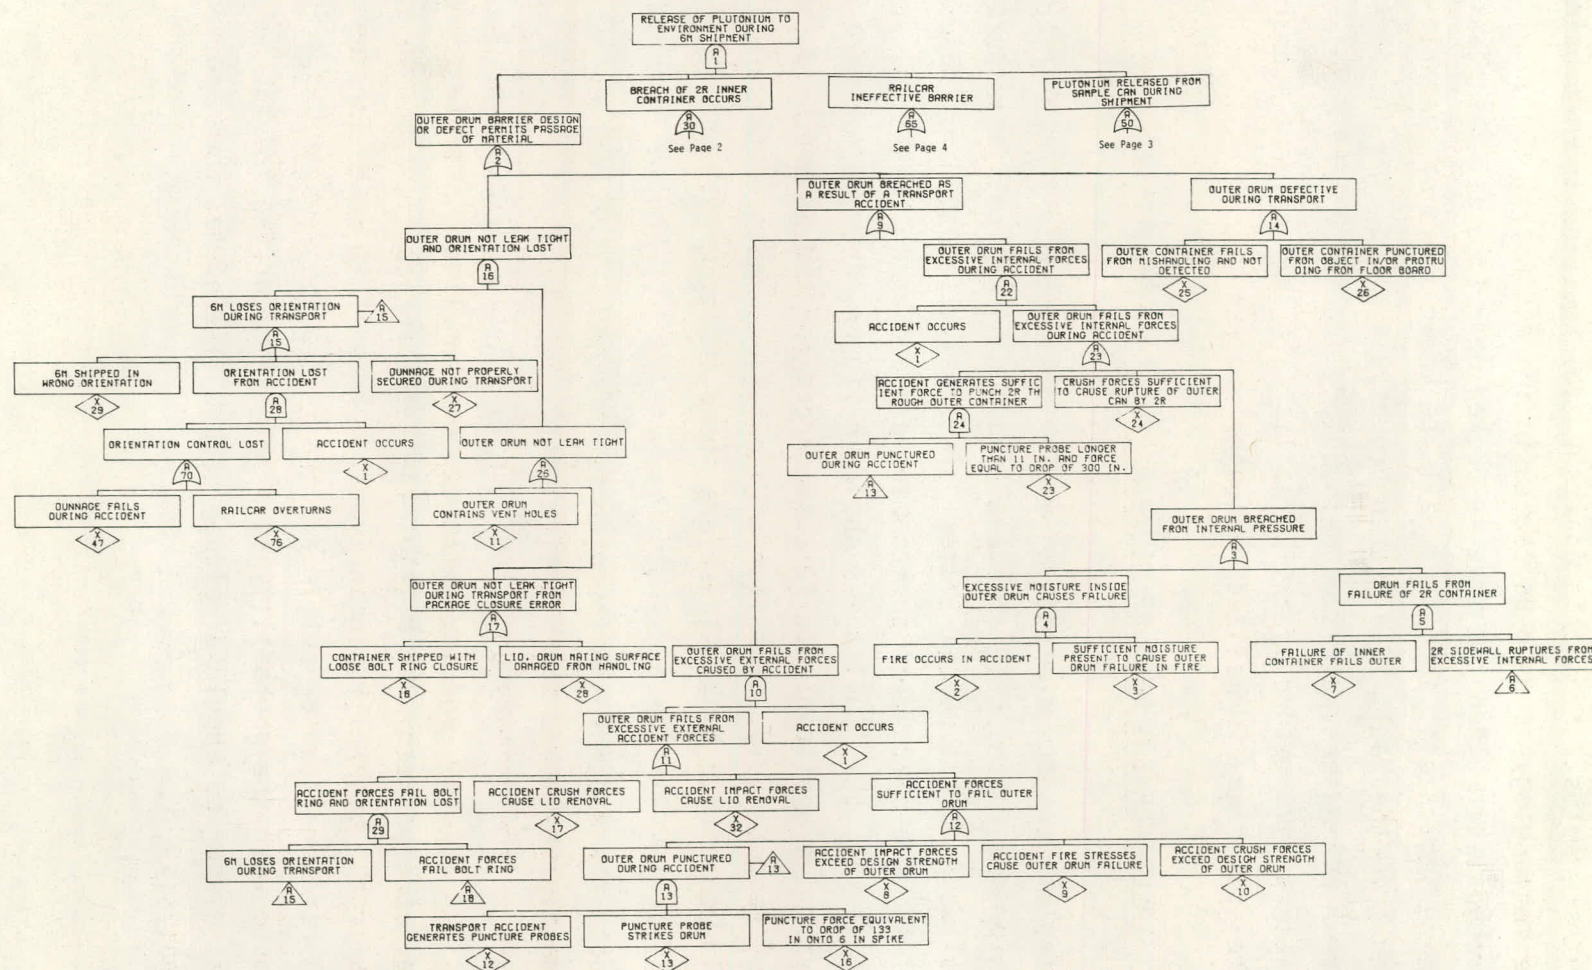 RELEASE OF PLUTONIUM TO
ENVIRONMENT DURING
6M SHIPMENT
A
1
OUTER DRUM BARRIER DESIGN
OR DEFECT PERMITS PASSAGE
OF MATERIAL
A
2
BREACH OF 2R INNER
CONTAINER OCCURS
A
30
See Page 2
RAILCAR
INEFFECTIVE BARRIER
A
65
See Page 4
PLUTONIUM RELEASED FROM
SAMPLE CAN DURING
SHIPMENT
A
50
See Page 3
OUTER DRUM NOT LEAK TIGHT
AND ORIENTATION LOST
A
16
OUTER DRUM BREACHED AS
A RESULT OF A TRANSPORT
ACCIDENT
A
9
OUTER DRUM DEFECTIVE
DURING TRANSPORT
A
14
OUTER DRUM FAILS FROM
EXCESSIVE INTERNAL FORCES
DURING ACCIDENT
A
22
OUTER CONTAINER FAILS
FROM MISHANDLING AND NOT
DETECTED
X
25
OUTER CONTAINER PUNCTURED
FROM OBJECT IN/OR PROTRU
DING FROM FLOOR BOARD
X
26
6M LOSES ORIENTATION
DURING TRANSPORT
A
15
A
15
ACCIDENT OCCURS
X
1
OUTER DRUM FAILS FROM
EXCESSIVE INTERNAL FORCES
DURING ACCIDENT
A
23
6M SHIPPED IN
WRONG ORIENTATION
X
29
ORIENTATION LOST
FROM ACCIDENT
A
28
DUNNAGE NOT PROPERLY
SECURED DURING TRANSPORT
X
27
ACCIDENT GENERATES SUFFIC
IENT FORCE TO PUNCH 2R TH
ROUGH OUTER CONTAINER
A
24
CRUSH FORCES SUFFICIENT
TO CAUSE RUPTURE OF OUTER
CAN BY 2R
X
24
ORIENTATION CONTROL LOST
A
70
ACCIDENT OCCURS
X
1
OUTER DRUM NOT LEAK TIGHT
A
26
OUTER DRUM PUNCTURED
DURING ACCIDENT
A
13
PUNCTURE PROBE LONGER
THAN 11 IN. AND FORCE
EQUAL TO DROP OF 300 IN.
X
23
DUNNAGE FAILS
DURING ACCIDENT
X
47
RAILCAR OVERTURNS
X
76
OUTER DRUM
CONTAINS VENT HOLES
X
11
OUTER DRUM BREACHED
FROM INTERNAL PRESSURE
A
3
OUTER DRUM NOT LEAK TIGHT
DURING TRANSPORT FROM
PACKAGE CLOSURE ERROR
A
17
EXCESSIVE MOISTURE INSIDE
OUTER DRUM CAUSES FAILURE
A
4
DRUM FAILS FROM
FAILURE OF 2R CONTAINER
A
5
CONTAINER SHIPPED WITH
LOOSE BOLT RING CLOSURE
X
18
LID, DRUM MATING SURFACE
DAMAGED FROM HANDLING
X
28
OUTER DRUM FAILS FROM
EXCESSIVE EXTERNAL FORCES
CAUSED BY ACCIDENT
A
10
FIRE OCCURS IN ACCIDENT
X
2
SUFFICIENT MOISTURE
PRESENT TO CAUSE OUTER
DRUM FAILURE IN FIRE
X
3
FAILURE OF INNER
CONTAINER FAILS OUTER
X
7
2R SIDEWALL RUPTURES FROM
EXCESSIVE INTERNAL FORCES
A
6
OUTER DRUM FAILS FROM
EXCESSIVE EXTERNAL
ACCIDENT FORCES
A
11
ACCIDENT OCCURS
X
1
ACCIDENT FORCES FAIL BOLT
RING AND ORIENTATION LOST
A
29
ACCIDENT CRUSH FORCES
CAUSE LID REMOVAL
X
17
ACCIDENT IMPACT FORCES
CAUSE LID REMOVAL
X
32
ACCIDENT FORCES
SUFFICIENT TO FAIL OUTER
DRUM
A
12
6M LOSES ORIENTATION
DURING TRANSPORT
A
15
ACCIDENT FORCES
FAIL BOLT RING
A
18
OUTER DRUM PUNCTURED
DURING ACCIDENT
A
13
A
13
ACCIDENT IMPACT FORCES
EXCEED DESIGN STRENGTH
OF OUTER DRUM
X
8
ACCIDENT FIRE STRESSES
CAUSE OUTER DRUM FAILURE
X
9
ACCIDENT CRUSH FORCES
EXCEED DESIGN STRENGTH
OF OUTER DRUM
X
10
TRANSPORT ACCIDENT
GENERATES PUNCTURE PROBES
X
12
PUNCTURE PROBE
STRIKES DRUM
X
13
PUNCTURE FORCE EQUIVALENT
TO DROP OF 133
IN ONTO 6 IN SPIKE
X
16